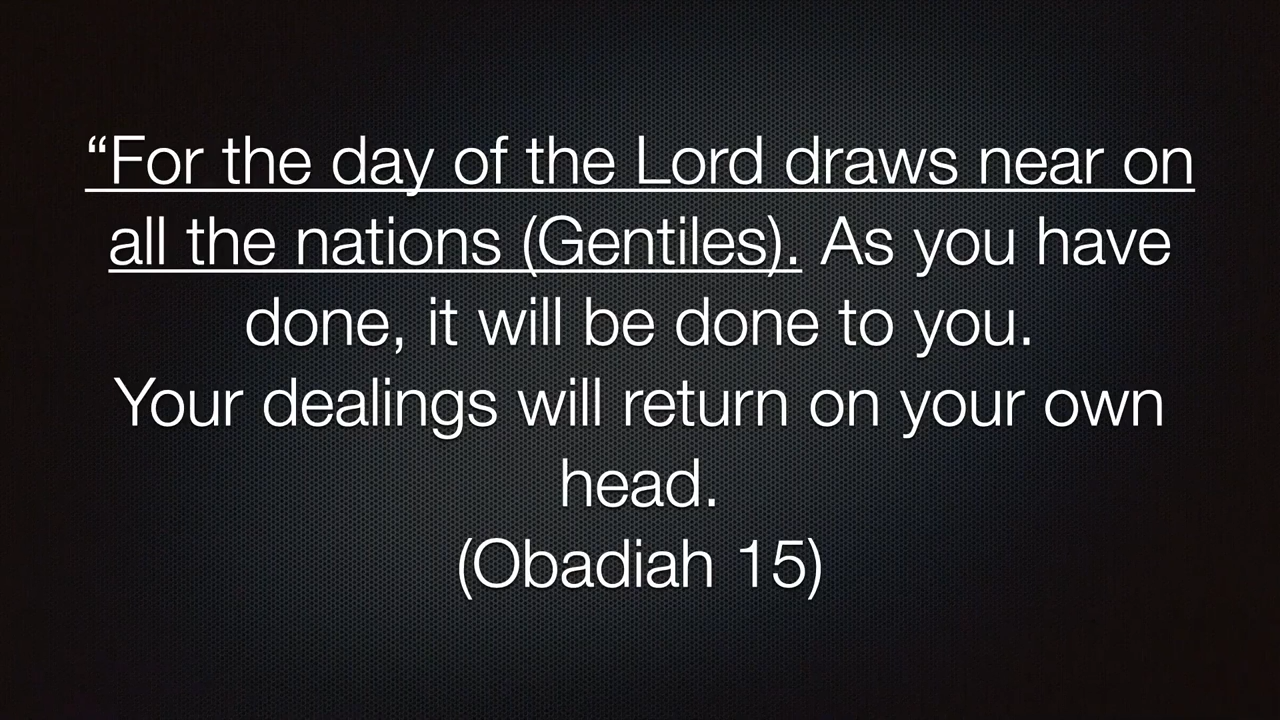 “For the day of the Lord draws near on
all the nations (Gentiles). As you have
done, it will be done to you.
Your dealings will return on your own
head.
(Obadiah 15)